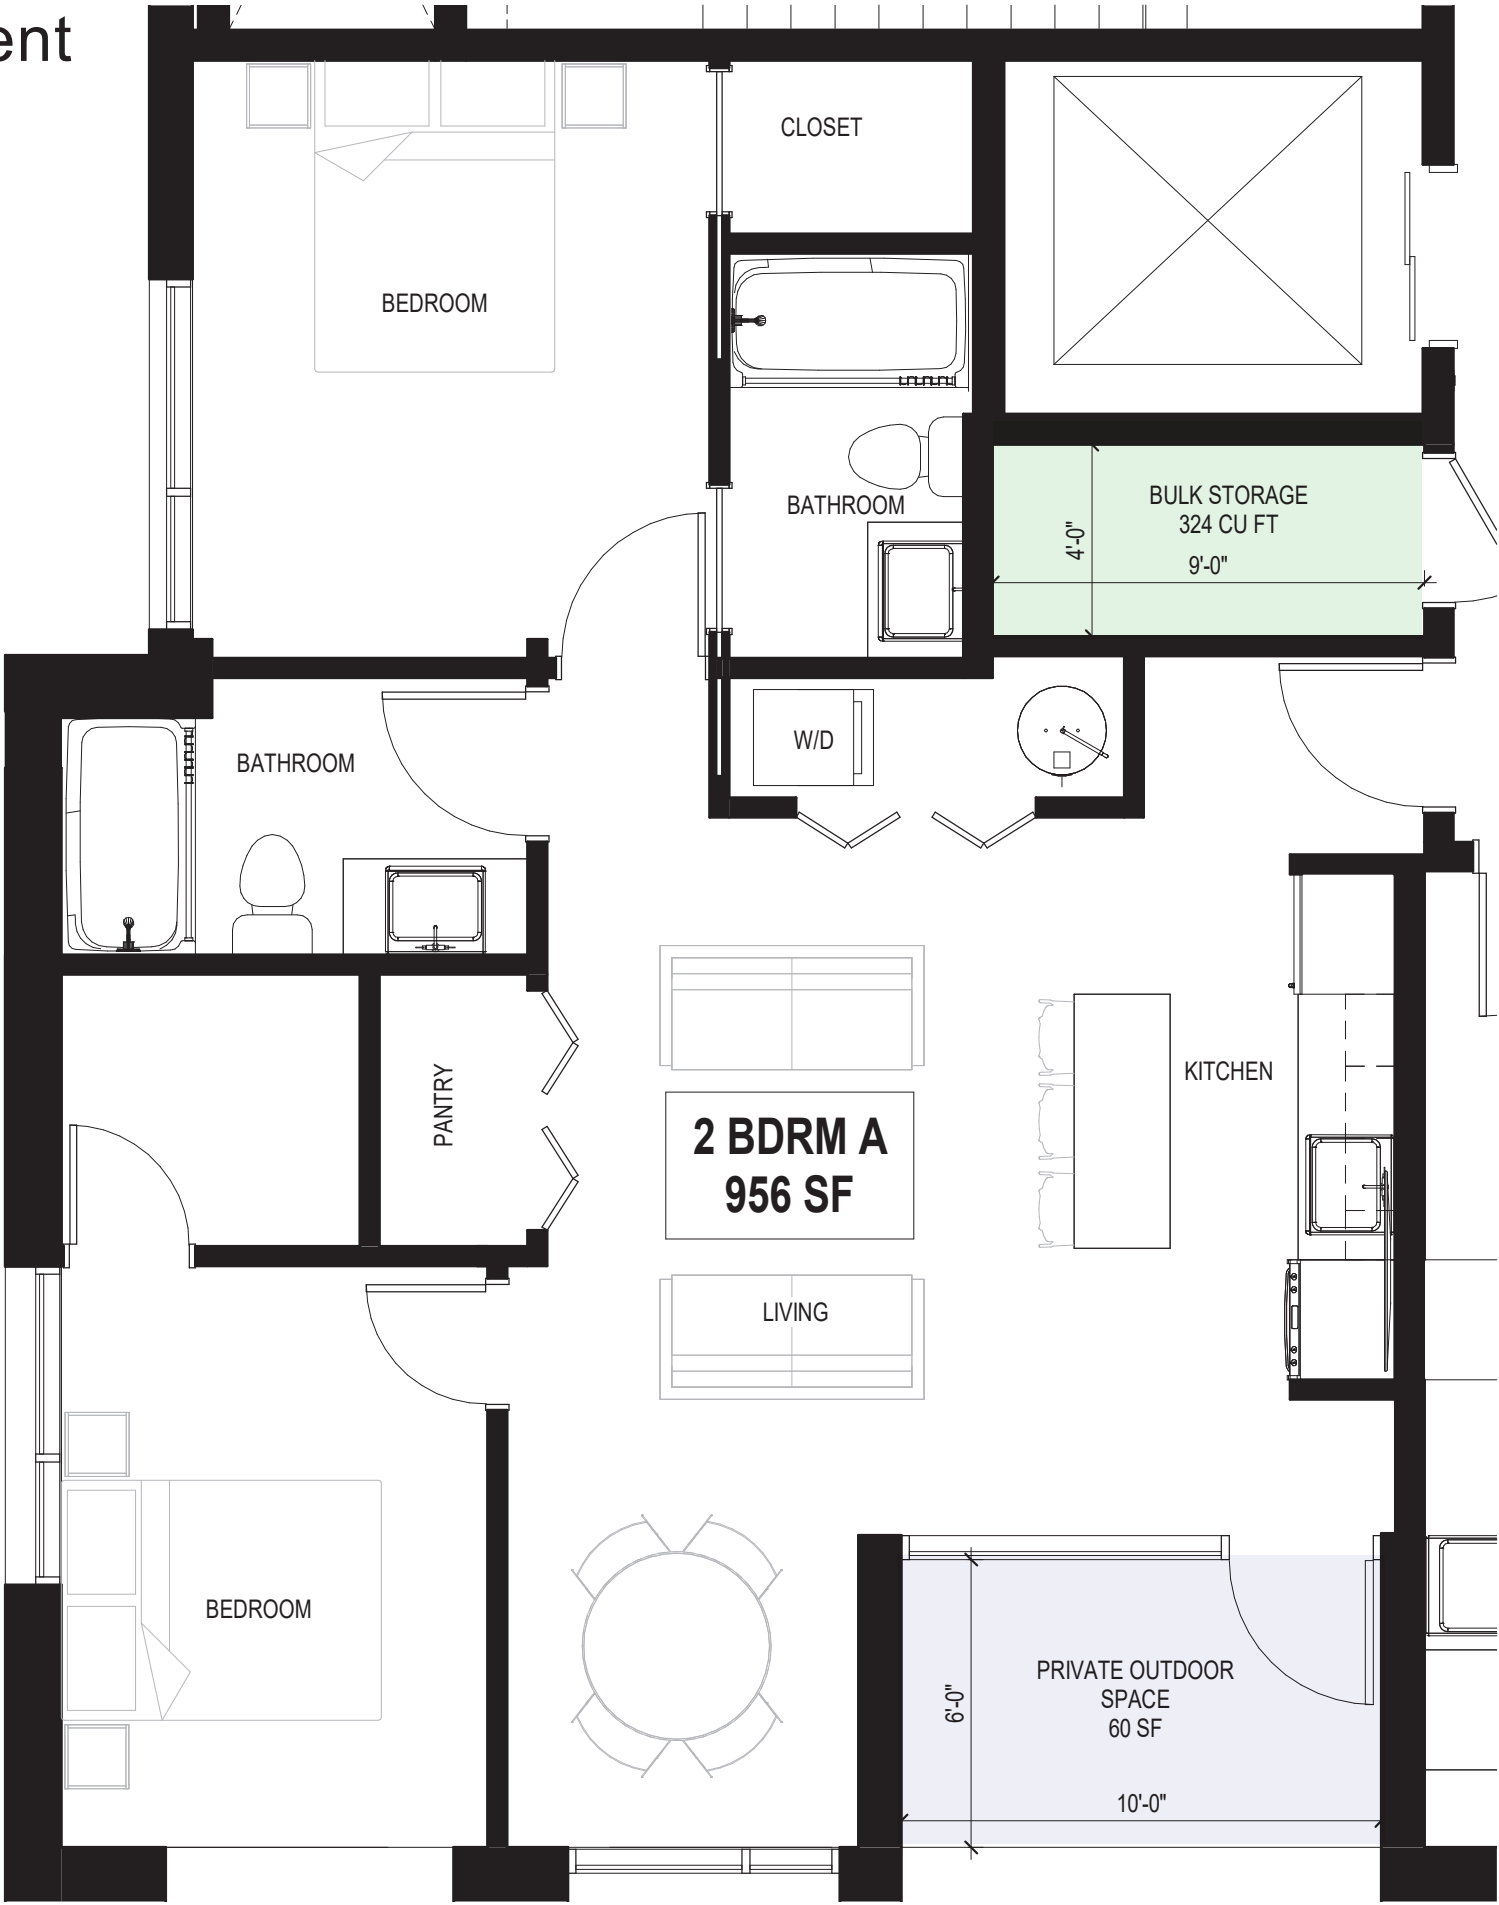 ent
CLOSET
BEDROOM
BULK STORAGE
324 CU FT
4'-0"
9'-0"
BATHROOM
W/D
BATHROOM
PANTRY
KITCHEN
2 BDRM A
956 SF
LIVING
BEDROOM
PRIVATE OUTDOOR
SPACE
60 SF
6'-0"
10'-0"